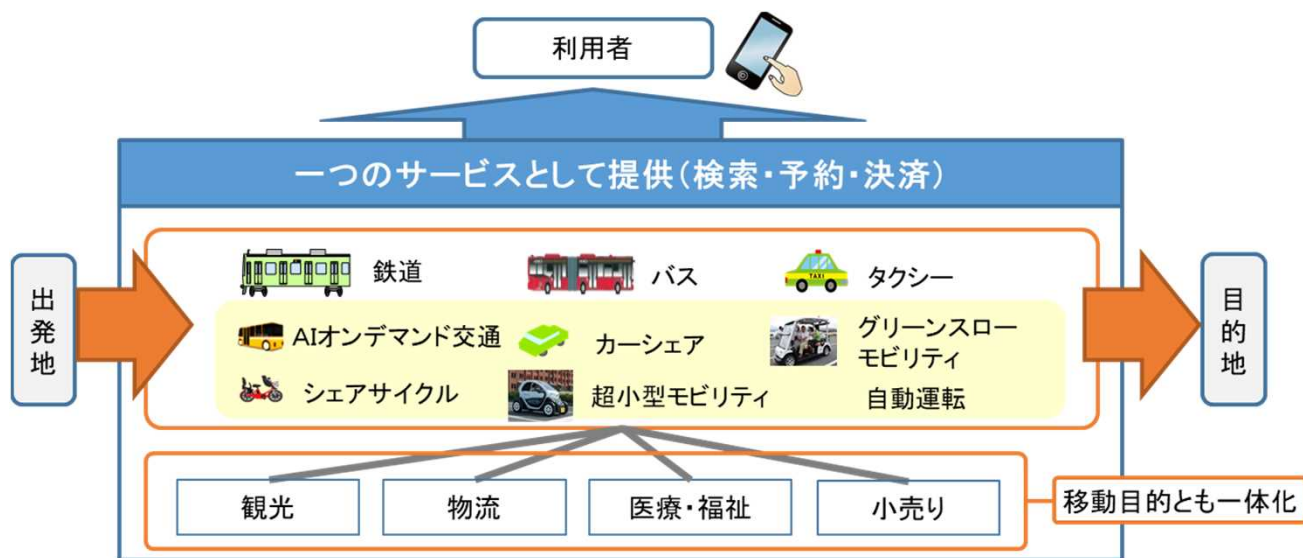 利用者
一つのサービスとして提供(検索・予約・決済)
出発地
鉄道
バス
TAXI
タクシー
目的地
AIオンデマンド交通
カーシェア
グリーンスロー
モビリティ
シェアサイクル
超小型モビリティ
自動運転
観光
物流
医療・福祉
小売り
移動目的とも一体化